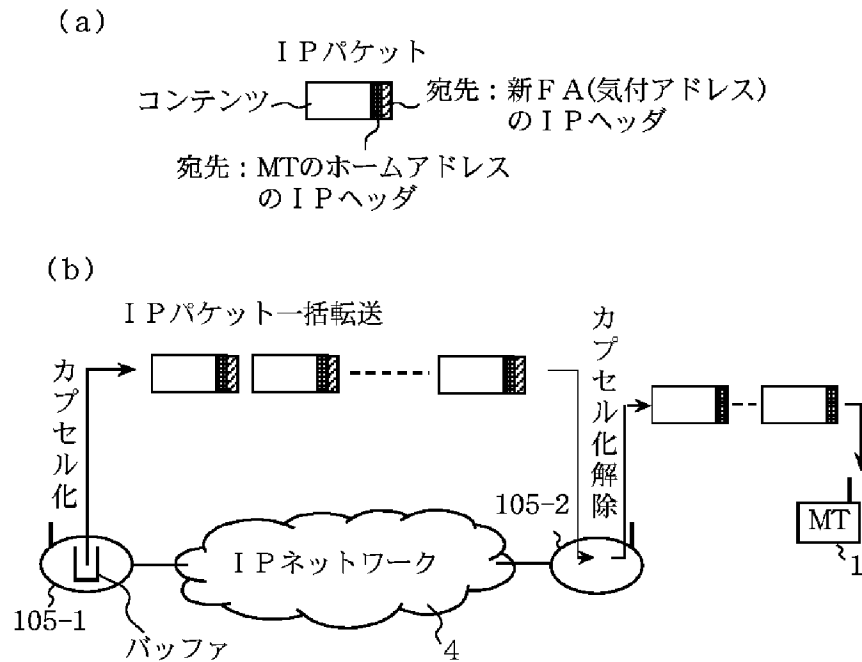 (a)
ＩＰパケット
コンテンツ
宛先：新ＦＡ(気付アドレス)
のＩＰヘッダ
宛先：MTのホームアドレス
のＩＰヘッダ
(b)
ＩＰパケット一括転送
カプセル化
カプセル化解除
105-2
MT
1
ＩＰネットワーク
105-1
バッファ
4